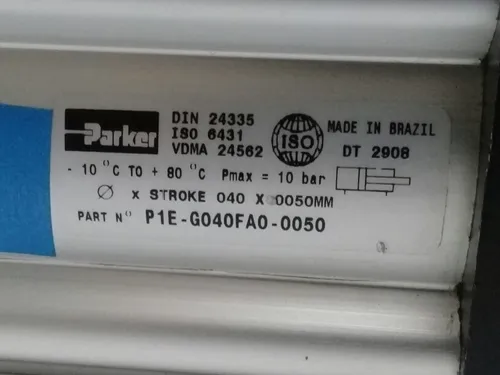 Parker
DIN 24335
ISO 6431
VDMA 24562
ISO
MADE IN BRAZIL
DT 2908
- 10 °C TO + 80 °C Pmax = 10 bar
Ø x STROKE 040 X 0050MM
PART Nº P1E-G040FA0-0050